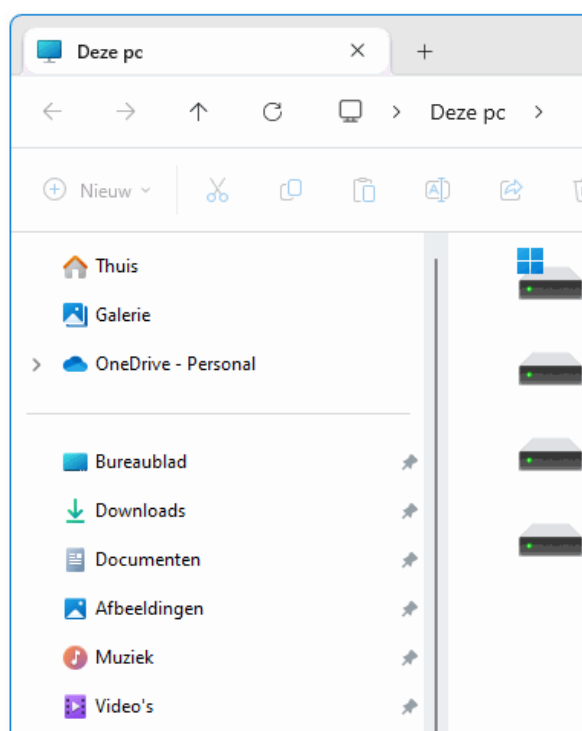 Deze pc
Deze pc
Nieuw
Thuis
Galerie
OneDrive - Personal
Bureaublad
Downloads
Documenten
Afbeeldingen
Muziek
Video's